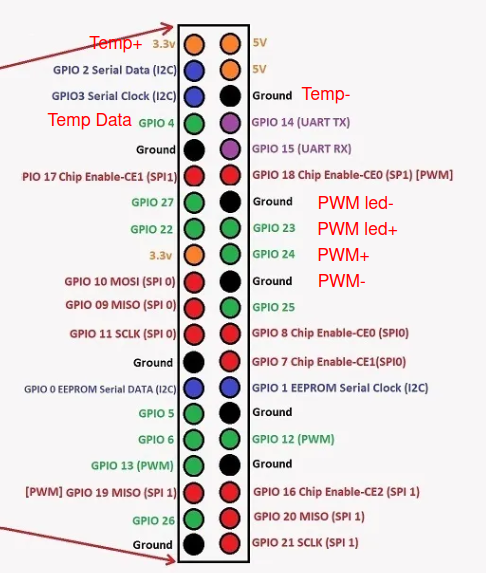 Temp+ 3.3v 5V
GPIO 2 Serial Data (I2C) 5V
GPIO3 Serial Clock (I2C) Ground Temp-
Temp Data GPIO 4 GPIO 14 (UART TX)
Ground GPIO 15 (UART RX)
PIO 17 Chip Enable-CE1 (SPI1) GPIO 18 Chip Enable-CE0 (SP1) [PWM]
GPIO 27 Ground PWM led-
GPIO 22 GPIO 23 PWM led+
3.3v GPIO 24 PWM+
GPIO 10 MOSI (SPI 0) Ground PWM-
GPIO 09 MISO (SPI 0) GPIO 25
GPIO 11 SCLK (SPI 0) GPIO 8 Chip Enable-CE0 (SPI0)
Ground GPIO 7 Chip Enable-CE1(SPI0)
GPIO 0 EEPROM Serial DATA (I2C) GPIO 1 EEPROM Serial Clock (I2C)
GPIO 5 Ground
GPIO 6 GPIO 12 (PWM)
GPIO 13 (PWM) Ground
[PWM] GPIO 19 MISO (SPI 1) GPIO 16 Chip Enable-CE2 (SPI 1)
GPIO 26 GPIO 20 MISO (SPI 1)
Ground GPIO 21 SCLK (SPI 1)